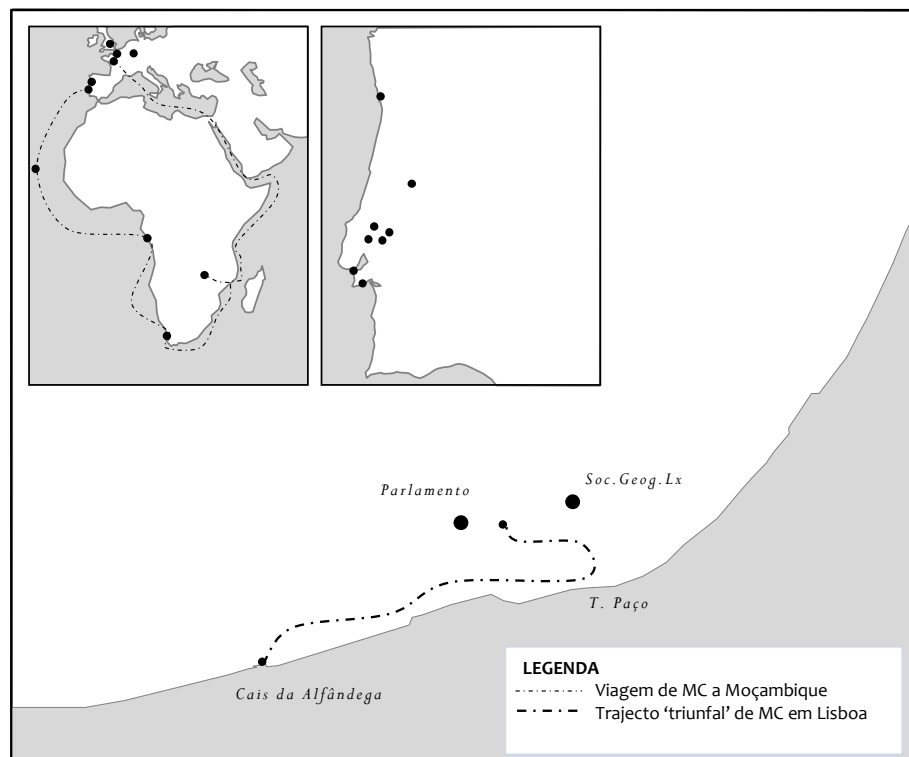 Soc.Geog.Lx
Parlamento
T. Paço
Cais da Alfândega
LEGENDA
Viagem de MC a Moçambique
Trajecto ‘triunfal’ de MC em Lisboa